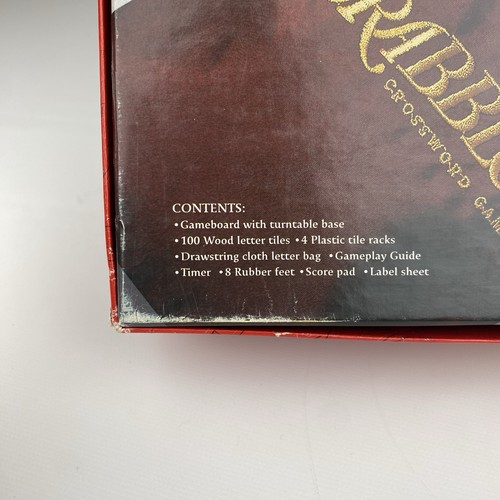 RABBLE
CROSSWORD GAM
CONTENTS:
•Gameboard with turntable base
•100 Wood letter tiles •4 Plastic tile racks
•Drawstring cloth letter bag •Gameplay Guide
•Timer •8 Rubber feet •Score pad •Label sheet